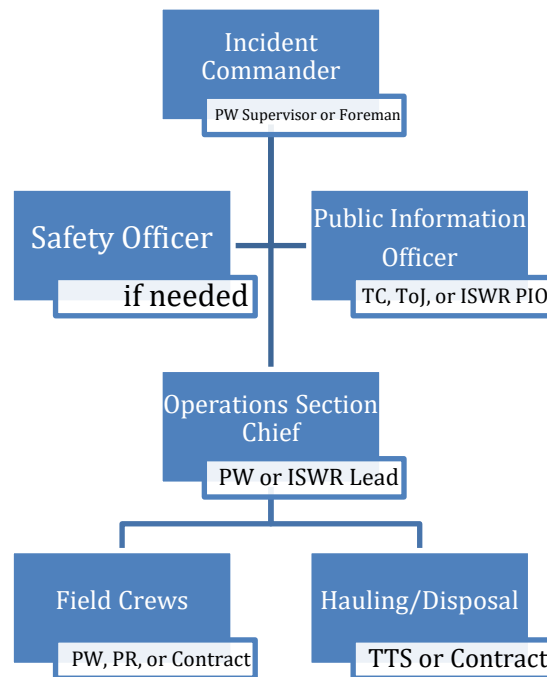 Incident
Commander
PW Supervisor or Foreman
Safety Officer
if needed
Public Information
Officer
TC, ToJ, or ISWR PIO
Operations Section
Chief
PW or ISWR Lead
Field Crews
PW, PR, or Contract
Hauling/Disposal
TTS or Contract